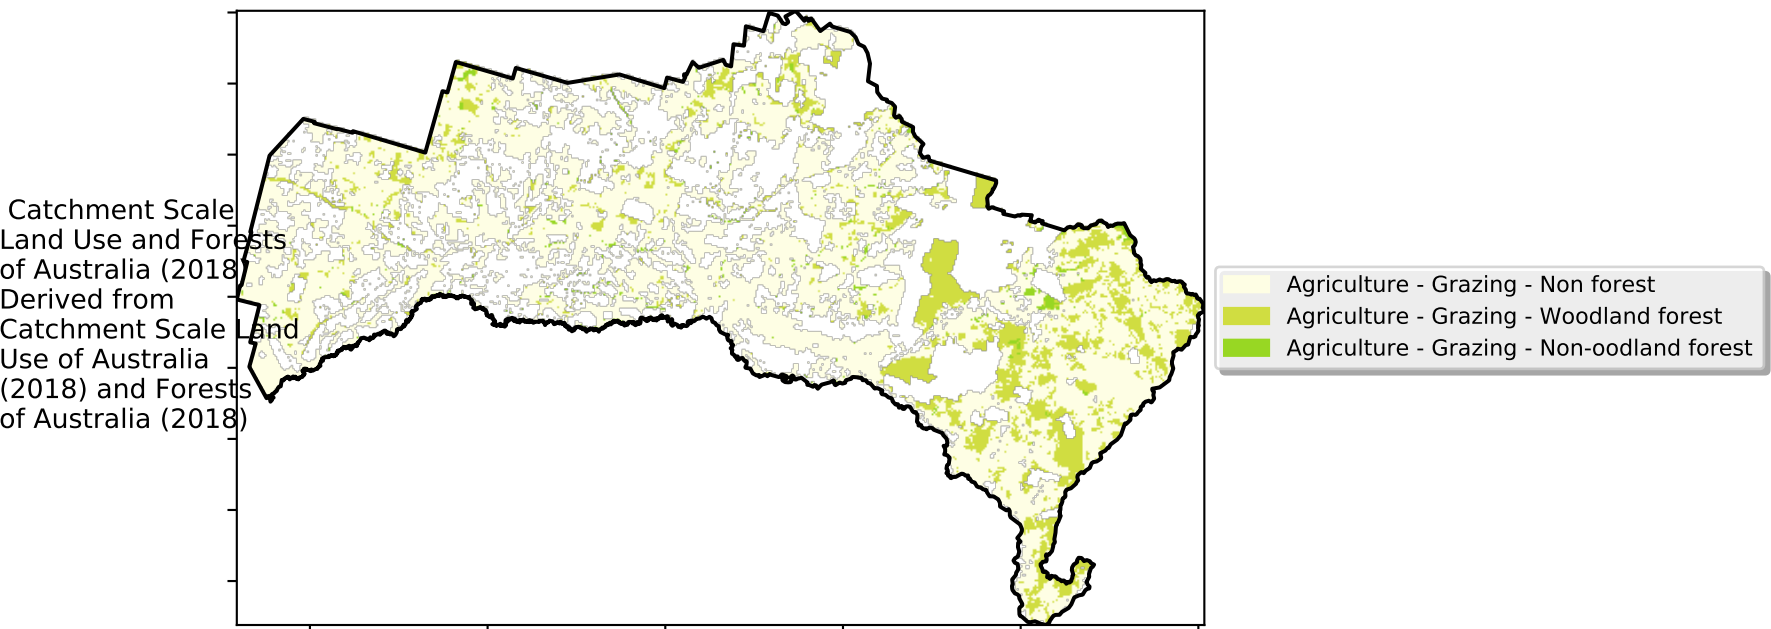 Catchment Scale
Land Use and Forests
of Australia (2018)
Derived from
Catchment Scale Land
Use of Australia
(2018) and Forests
of Australia (2018)
Agriculture - Grazing - Non forest
Agriculture - Grazing - Woodland forest
Agriculture - Grazing - Non-oodland forest